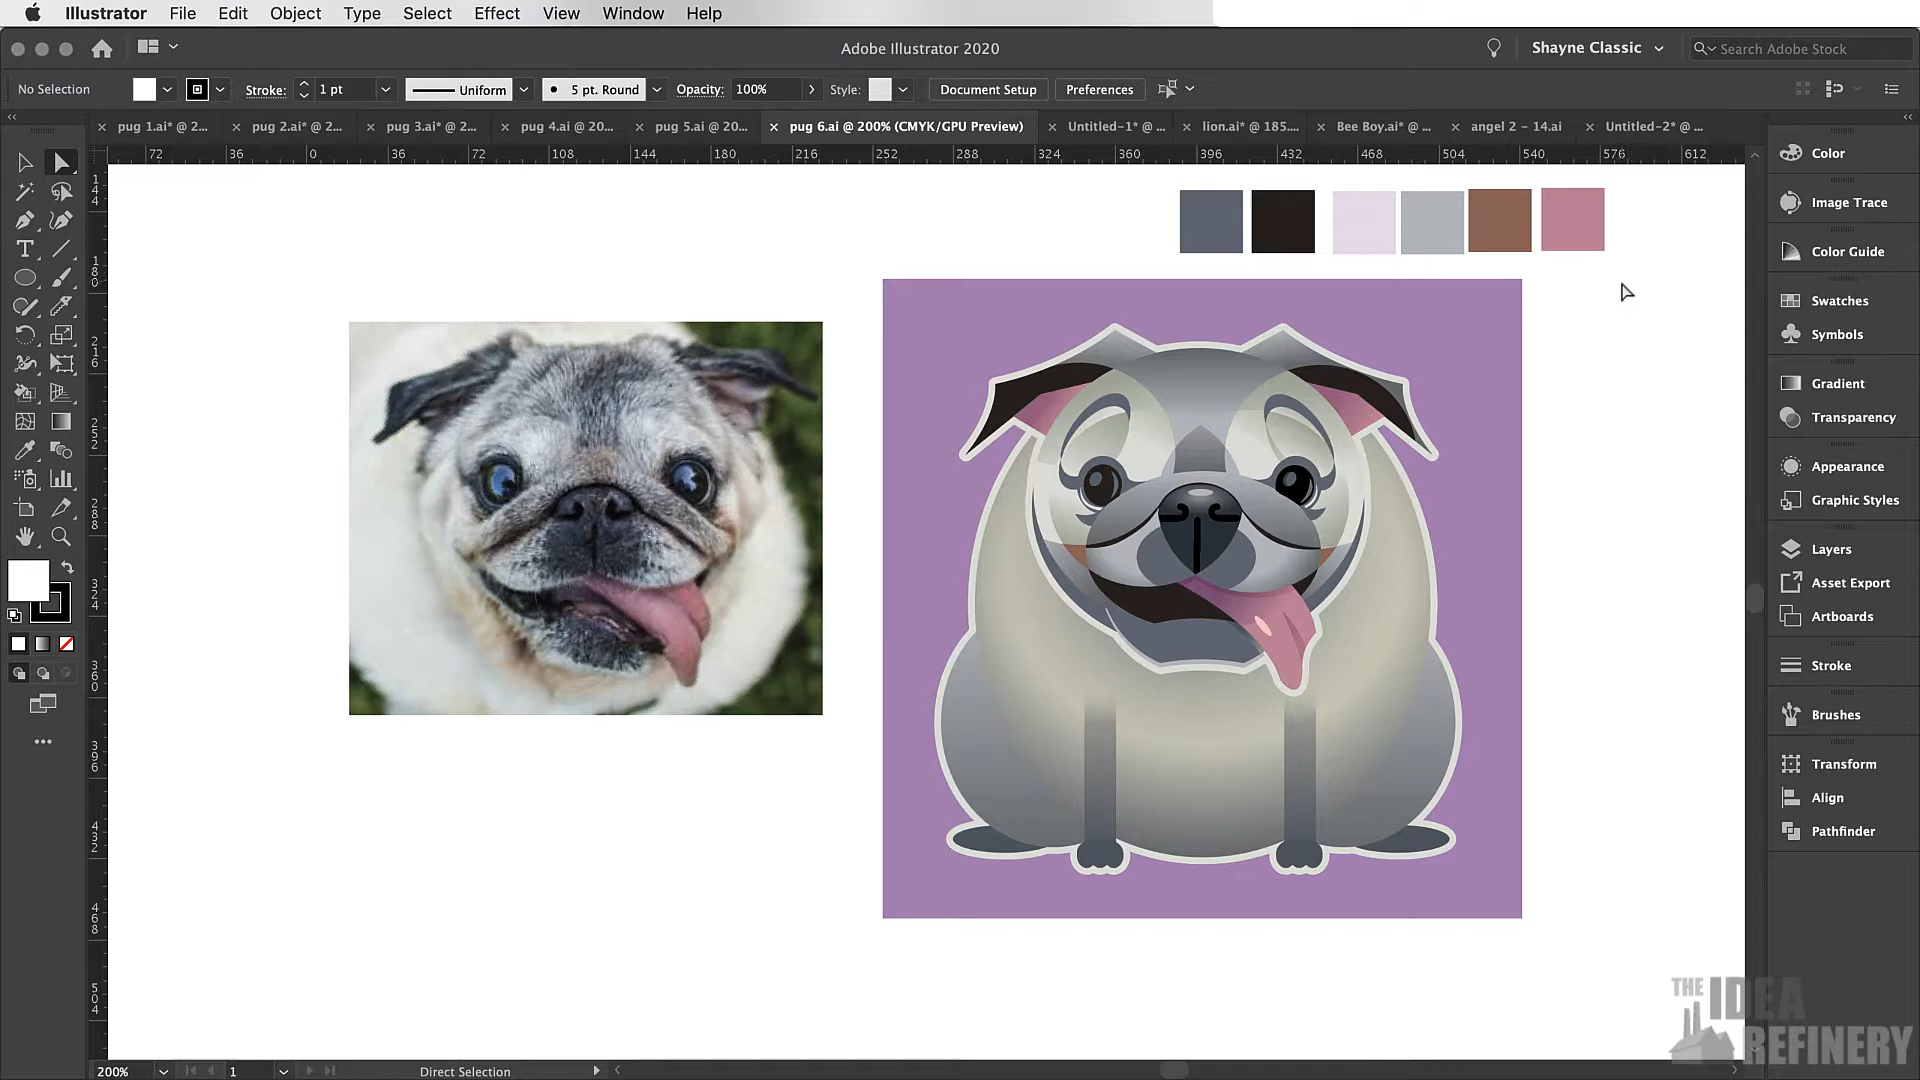 Illustrator File Edit Object Type Select Effect View Window Help
Adobe Illustrator 2020
Shayne Classic
Search Adobe Stock
No Selection Stroke: 1 pt Uniform 5 pt. Round Opacity: 100% Style: Document Setup Preferences
pug 1.ai* @ 2... pug 2.ai* @ 2... pug 3.ai* @ 2... pug 4.ai @ 20... pug 5.ai @ 20... pug 6.ai @ 200% (CMYK/GPU Preview) Untitled-1* @ ... lion.ai* @ 185.... Bee Boy.ai* @ ... angel 2 - 14.ai Untitled-2* @ ...
72 36 0 36 72 108 144 180 216 252 288 324 360 396 432 468 504 540 576 612
144
180
216
252
288
324
360
396
432
468
504
Color
Image Trace
Color Guide
Swatches
Symbols
Gradient
Transparency
Appearance
Graphic Styles
Layers
Asset Export
Artboards
Stroke
Brushes
Transform
Align
Pathfinder
THE IDEA
REFINERY
200% 1 Direct Selection